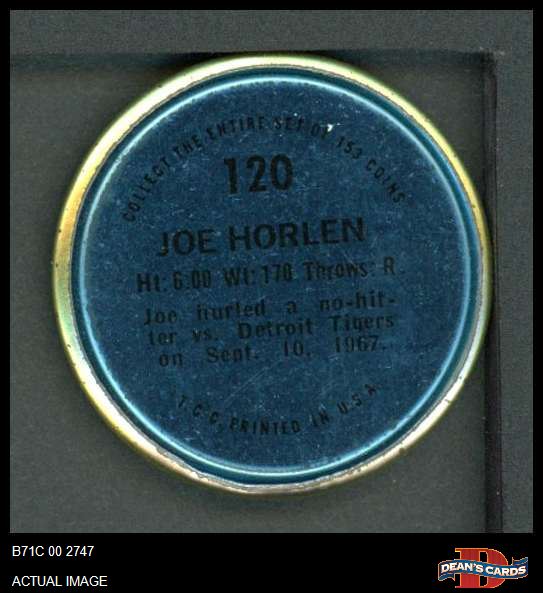 COLLECT THE ENTIRE SET OF 153 COINS
120
JOE HORLEN
Ht: 6:00 Wt: 170 Throws: R
Joe hurled a no-hit-
ter vs. Detroit Tigers
on Sept. 10, 1967.
T.C.G. PRINTED IN U.S.A.
B71C 00 2747
ACTUAL IMAGE
D
DEAN'S CARDS